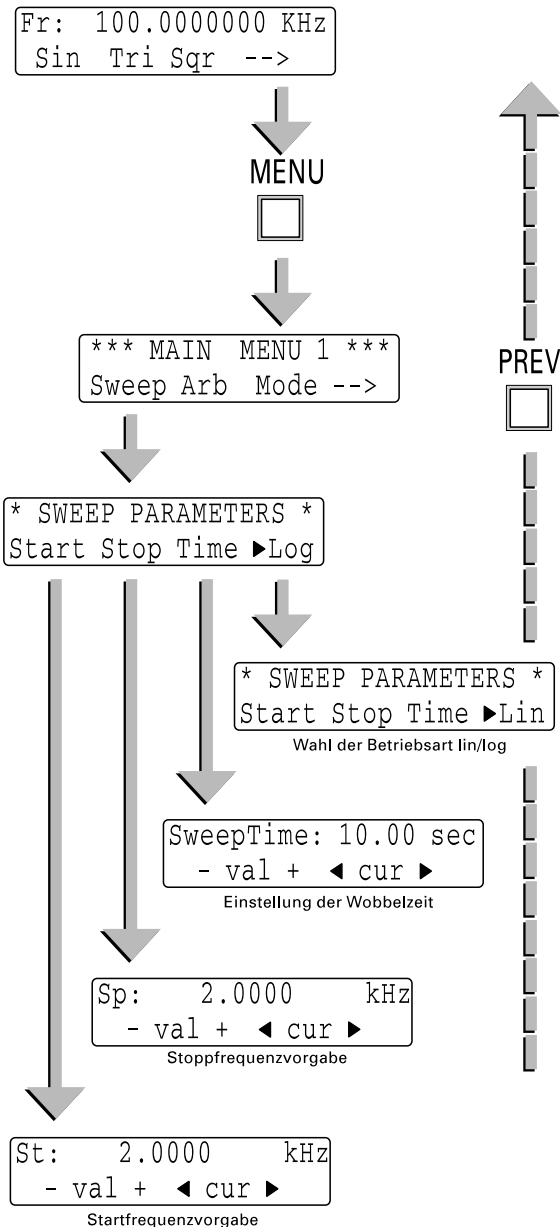 Fr: 100.0000000 KHz
Sin Tri Sqr -->
MENU
*** MAIN MENU 1 ***
Sweep Arb Mode -->
PREV
* SWEEP PARAMETERS *
Start Stop Time ▶Log
* SWEEP PARAMETERS *
Start Stop Time ▶Lin
Wahl der Betriebsart lin/log
SweepTime: 10.00 sec
- val + ◀ cur ▶
Einstellung der Wobbelzeit
Sp: 2.0000 kHz
- val + ◀ cur ▶
Stoppfrequenzvorgabe
St: 2.0000 kHz
- val + ◀ cur ▶
Startfrequenzvorgabe